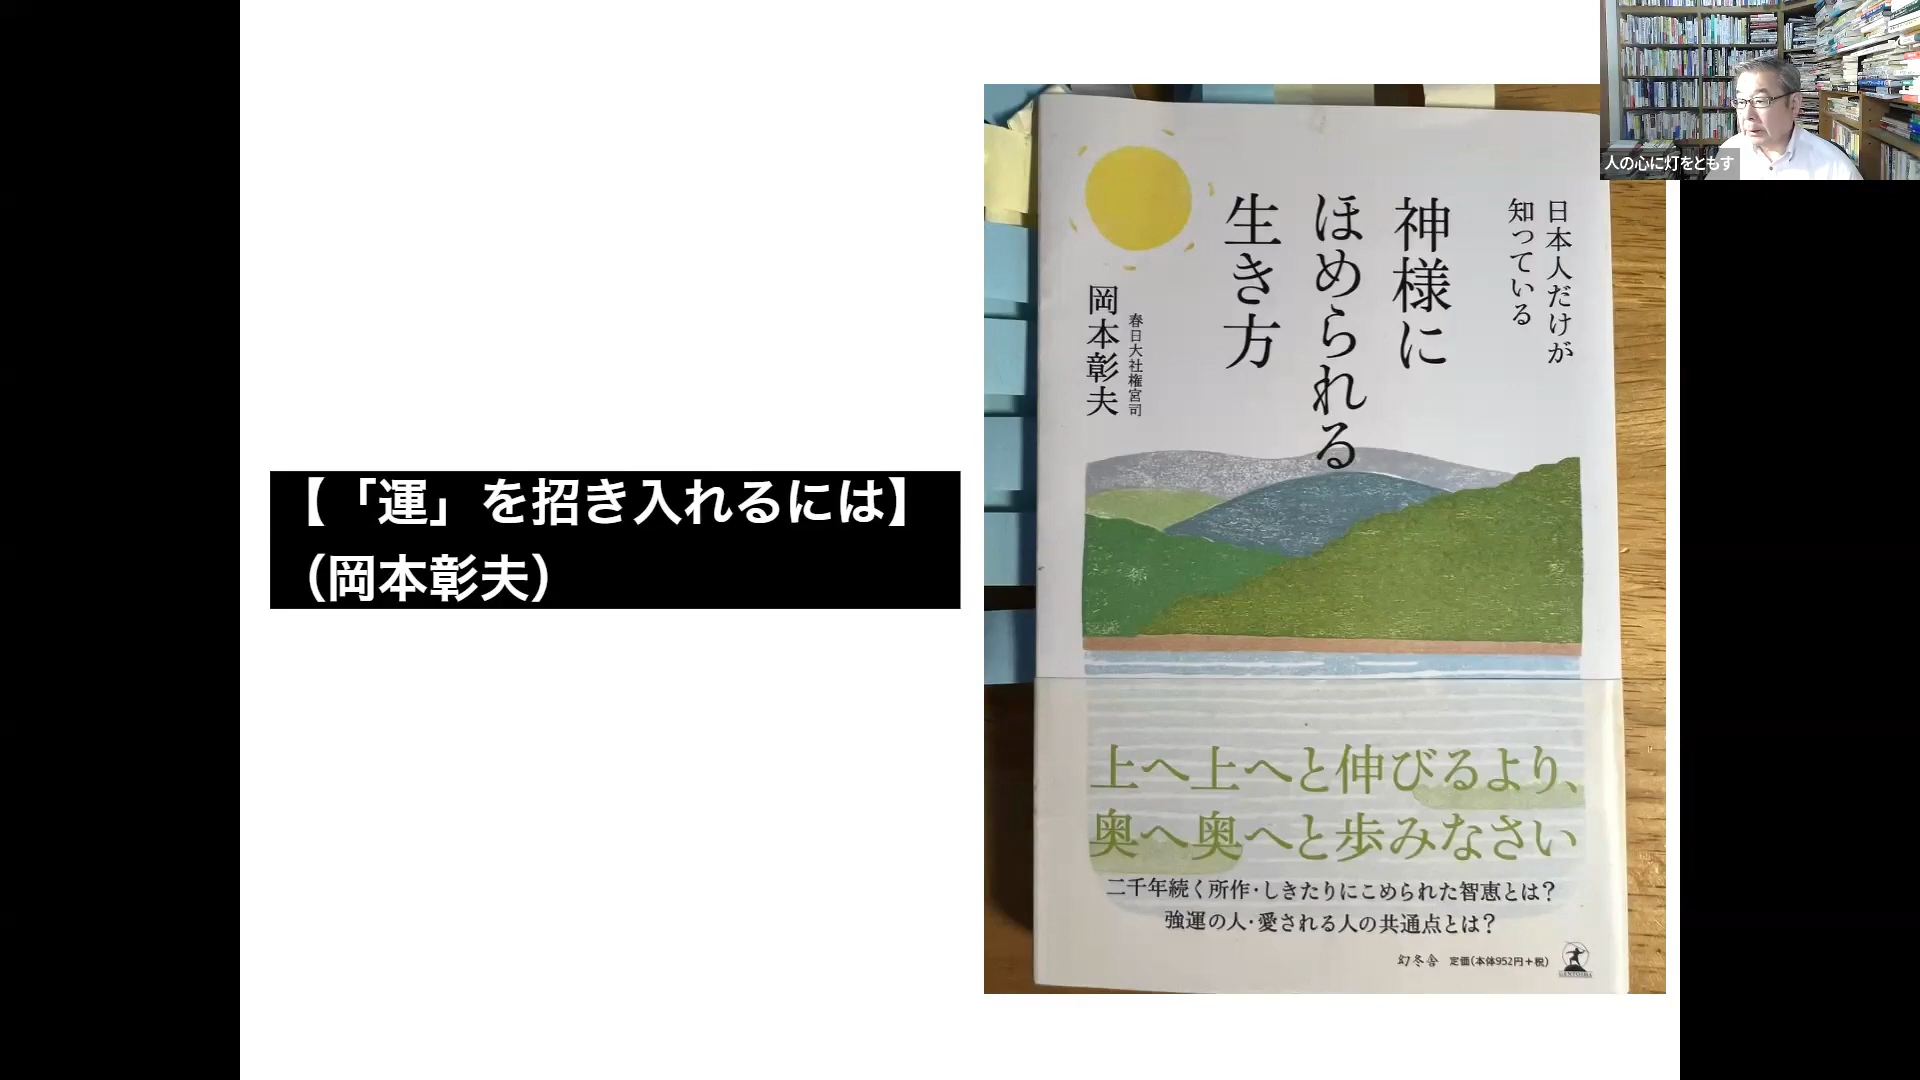 【「運」を招き入れるには】
（岡本彰夫）
人の心に灯をともす
日本人だけが
知っている
神様に
ほめられる
生き方
春日大社権宮司
岡本彰夫
上へ上へと伸びるより、
奥へ奥へと歩みなさい
二千年続く所作・しきたりにこめられた智恵とは？
強運の人・愛される人の共通点とは？
幻冬舎 定価（本体952円＋税）
GENTOSHA